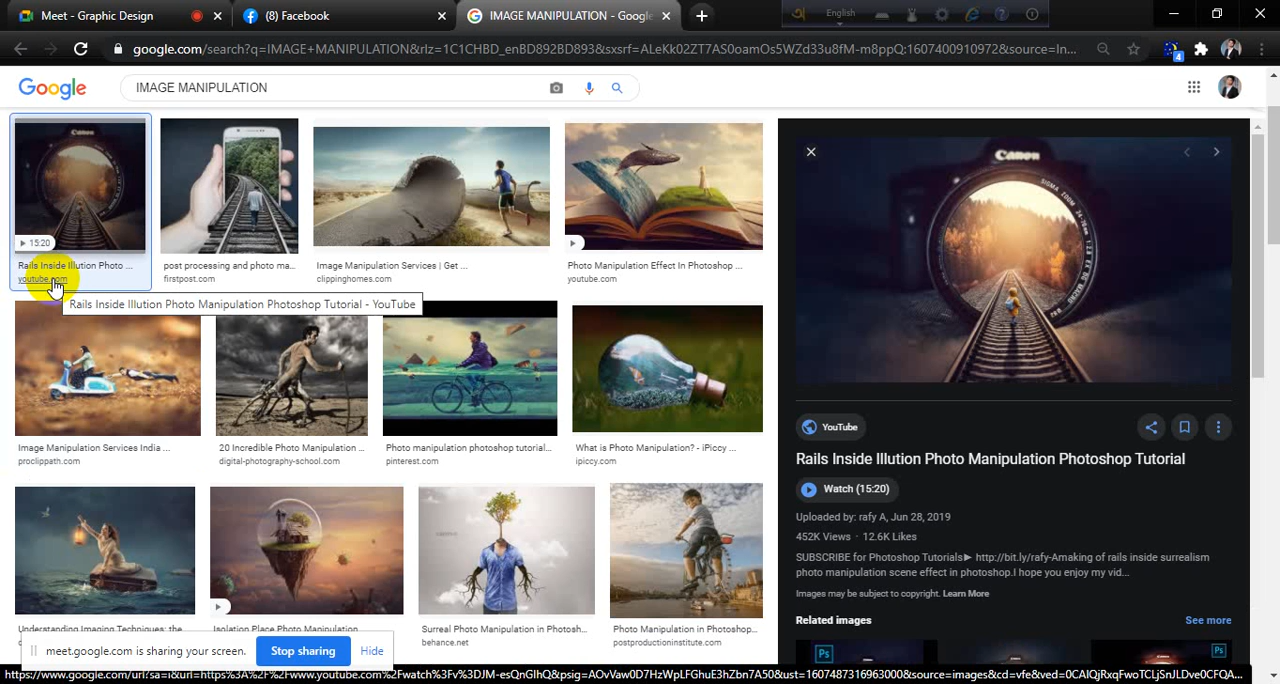 Meet - Graphic Design
(8) Facebook
IMAGE MANIPULATION - Google
English
google.com/search?q=IMAGE+MANIPULATION&rlz=1C1CHBD_enBD892BD893&sxsrf=ALeKk02ZT7AS0oamOs5WZd33u8fM-m8ppQ:1607400910972&source=ln...
4
Google
IMAGE MANIPULATION
Canon
15:20
Rails Inside Illution Photo ...
youtube.com
post processing and photo ma...
firstpost.com
Image Manipulation Services | Get ...
clippinghomes.com
Photo Manipulation Effect In Photoshop ...
youtube.com
Rails Inside Illution Photo Manipulation Photoshop Tutorial - YouTube
Image Manipulation Services India ...
proclippath.com
20 Incredible Photo Manipulation ...
digital-photography-school.com
Photo manipulation photoshop tutorial...
pinterest.com
What is Photo Manipulation? - iPiccy ...
ipiccy.com
Understanding Imaging Techniques: the
Isolation Place Photo Manipulation
Surreal Photo Manipulation in Photosh...
behance.net
Photo Manipulation in Photoshop...
postproductioninstitute.com
Canon
SIGMA ZOOM
YouTube
Rails Inside Illution Photo Manipulation Photoshop Tutorial
Watch (15:20)
Uploaded by: rafy A, Jun 28, 2019
452K Views · 12.6K Likes
SUBSCRIBE for Photoshop Tutorials► http://bit.ly/rafy-Amaking of rails inside surrealism
photo manipulation scene effect in photoshop.I hope you enjoy my vid...
Images may be subject to copyright. Learn More
Related images
See more
Ps
Ps
meet.google.com is sharing your screen.
Stop sharing
Hide